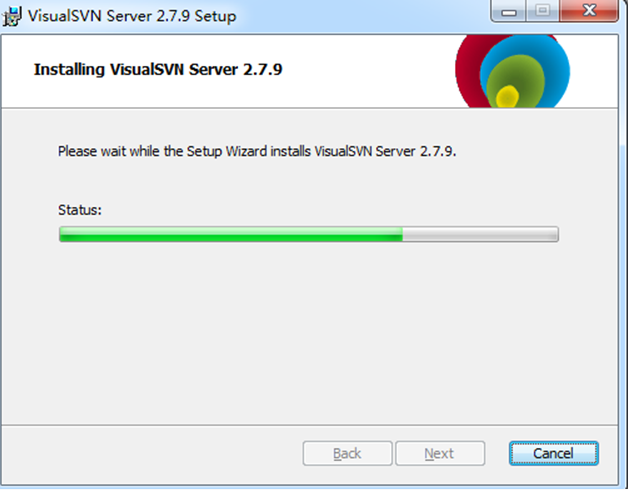 VisualSVN Server 2.7.9 Setup
Installing VisualSVN Server 2.7.9
Please wait while the Setup Wizard installs VisualSVN Server 2.7.9.
Status:
Back Next Cancel